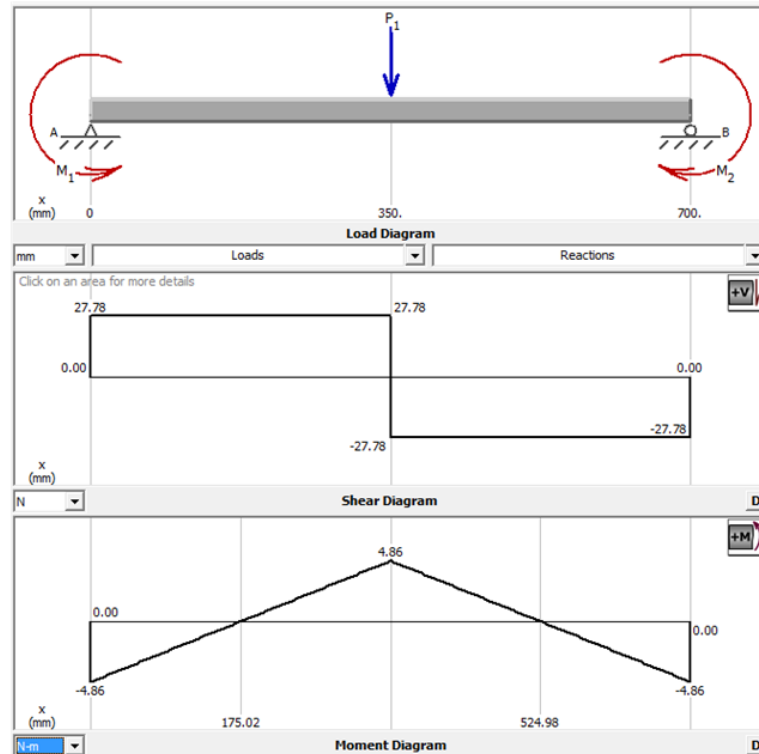 P1
A B
M1 M2
x
(mm) 0 350. 700.
Load Diagram
mm Loads Reactions
Click on an area for more details
+V
27.78 27.78
0.00 0.00
-27.78 -27.78
x
(mm)
N Shear Diagram D
+M
4.86
0.00 0.00
-4.86 -4.86
x
(mm) 175.02 524.98
N-m Moment Diagram D